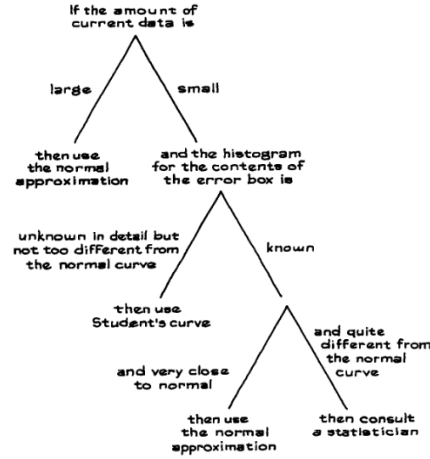 If the amount of
current data is
large
small
then use
the normal
approximation
and the histogram
for the contents of
the error box is
unknown in detail but
not too different from
the normal curve
known
then use
Student's curve
and very close
to normal
and quite
different from
the normal
curve
then use
the normal
approximation
then consult
a statistician